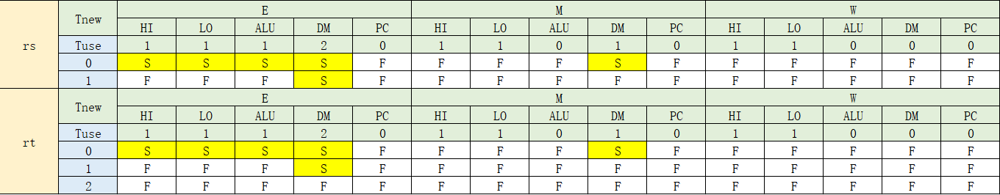 rs Tnew E M W
HI LO ALU DM PC HI LO ALU DM PC HI LO ALU DM PC
Tuse 1 1 1 2 0 1 1 0 1 0 1 1 0 0 0
0 S S S S F F F F S F F F F F F
1 F F F S F F F F F F F F F F F
rt Tnew E M W
HI LO ALU DM PC HI LO ALU DM PC HI LO ALU DM PC
Tuse 1 1 1 2 0 1 1 0 1 0 1 1 0 0 0
0 S S S S F F F F S F F F F F F
1 F F F S F F F F F F F F F F F
2 F F F F F F F F F F F F F F F